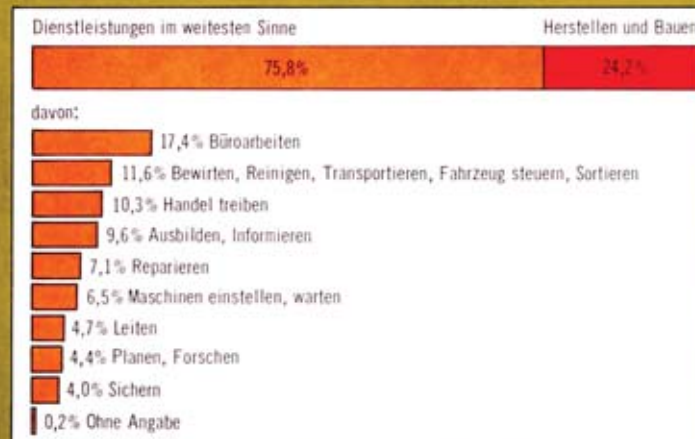 Dienstleistungen im weitesten Sinne Herstellen und Bauen
75,8% 24,2%
davon:
17,4% Büroarbeiten
11,6% Bewirten, Reinigen, Transportieren, Fahrzeug steuern, Sortieren
10,3% Handel treiben
9,6% Ausbilden, Informieren
7,1% Reparieren
6,5% Maschinen einstellen, warten
4,7% Leiten
4,4% Planen, Forschen
4,0% Sichern
0,2% Ohne Angabe